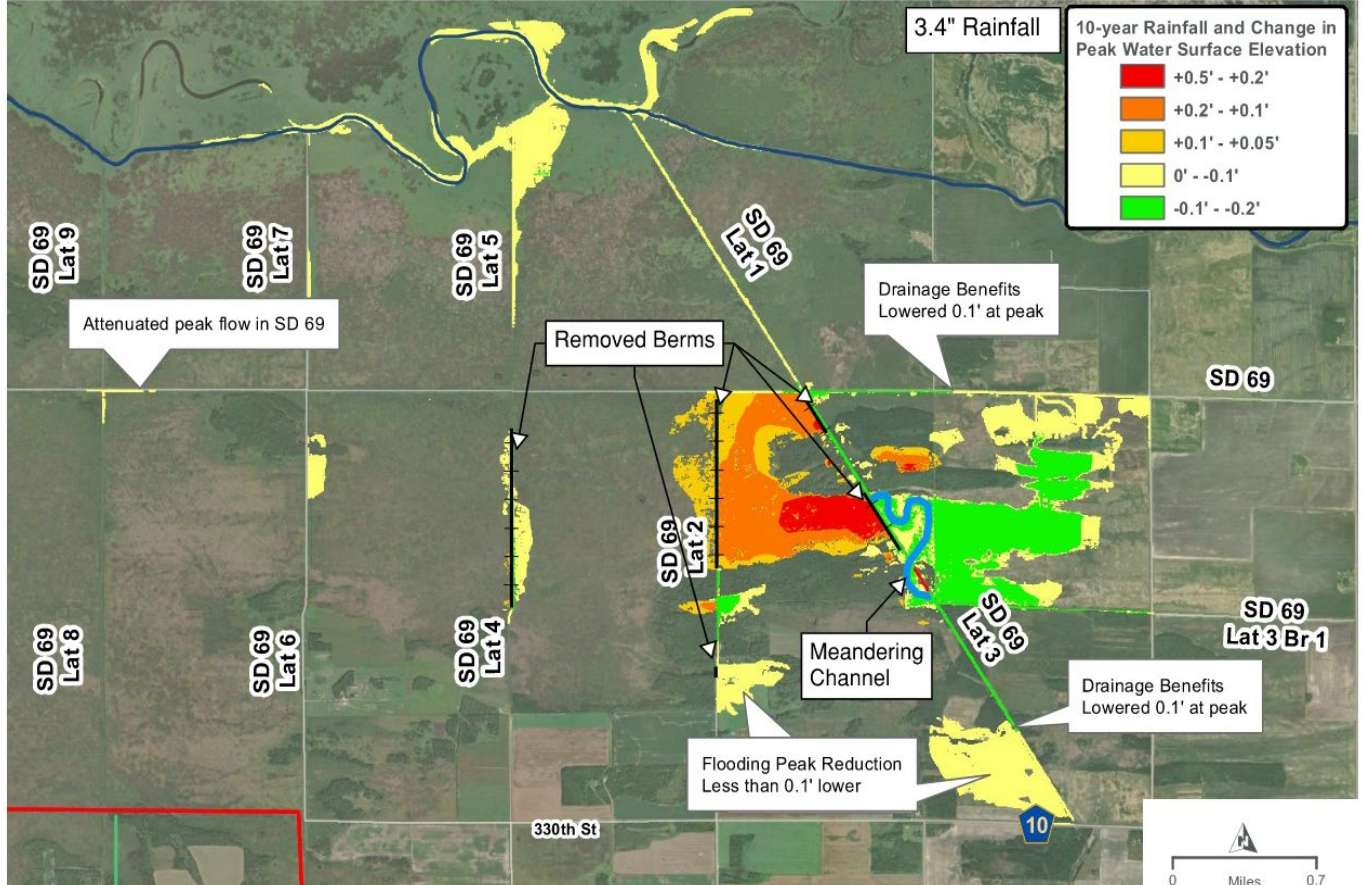 3.4" Rainfall
10-year Rainfall and Change in
Peak Water Surface Elevation
+0.5' - +0.2'
+0.2' - +0.1'
+0.1' - +0.05'
0' - -0.1'
-0.1' - -0.2'
SD 69
Lat 9
SD 69
Lat 7
SD 69
Lat 5
SD 69
Lat 1
Attenuated peak flow in SD 69
Removed Berms
Drainage Benefits
Lowered 0.1' at peak
SD 69
SD 69
Lat 8
SD 69
Lat 6
SD 69
Lat 4
SD 69
Lat 2
Meandering
Channel
SD 69
Lat 3
SD 69
Lat 3 Br 1
Drainage Benefits
Lowered 0.1' at peak
Flooding Peak Reduction
Less than 0.1' lower
330th St
10
N
0 Miles 0.7